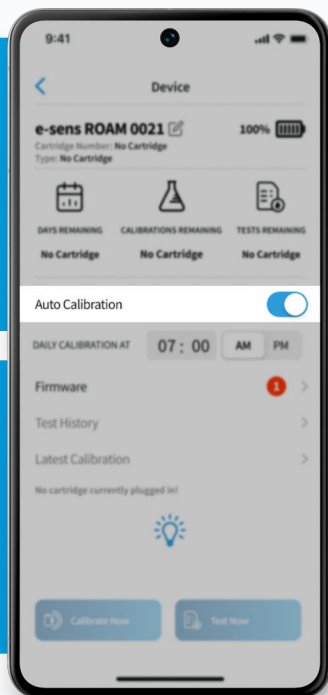 9:41
Device
e-sens ROAM 0021
100%
Cartridge Number: No Cartridge
Type: No Cartridge
DAYS REMAINING CALIBRATIONS REMAINING TESTS REMAINING
No Cartridge No Cartridge No Cartridge
Auto Calibration
DAILY CALIBRATION AT 07 : 00 AM PM
Firmware 1
Test History
Latest Calibration
No cartridge currently plugged in!
Calibrate Now Test Now